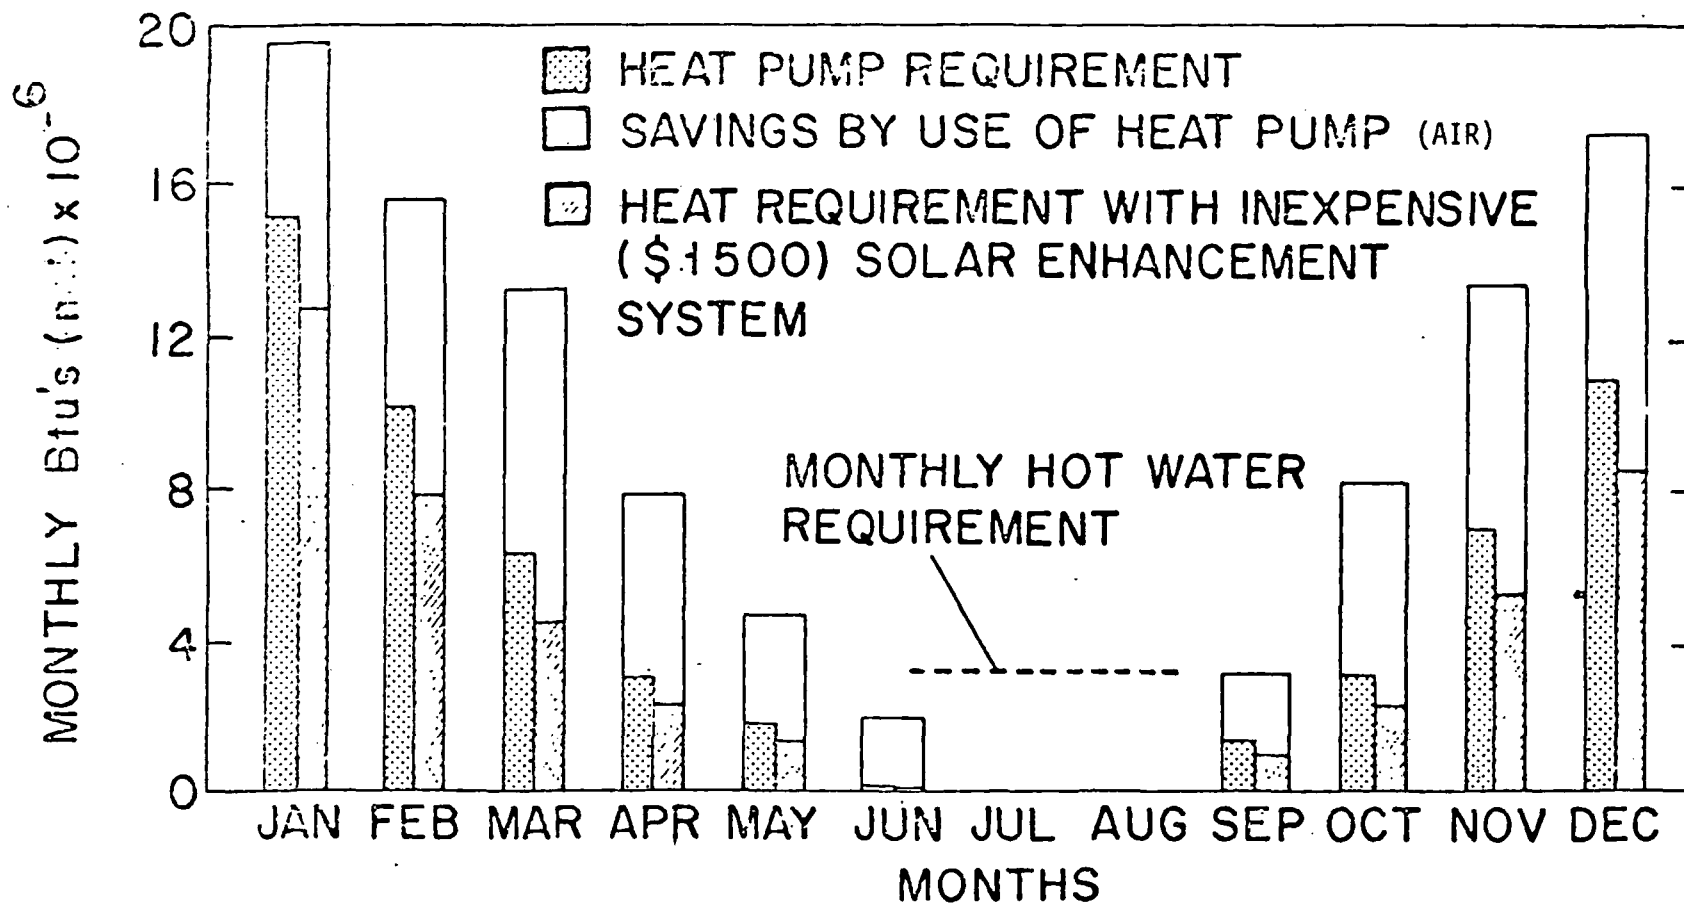 20
16
12
8
4
0
MONTHLY Btu's ( ) x 10-6
HEAT PUMP REQUIREMENT
SAVINGS BY USE OF HEAT PUMP (AIR)
HEAT REQUIREMENT WITH INEXPENSIVE
($1500) SOLAR ENHANCEMENT
SYSTEM
MONTHLY HOT WATER
REQUIREMENT
JAN FEB MAR APR MAY JUN JUL AUG SEP OCT NOV DEC
MONTHS